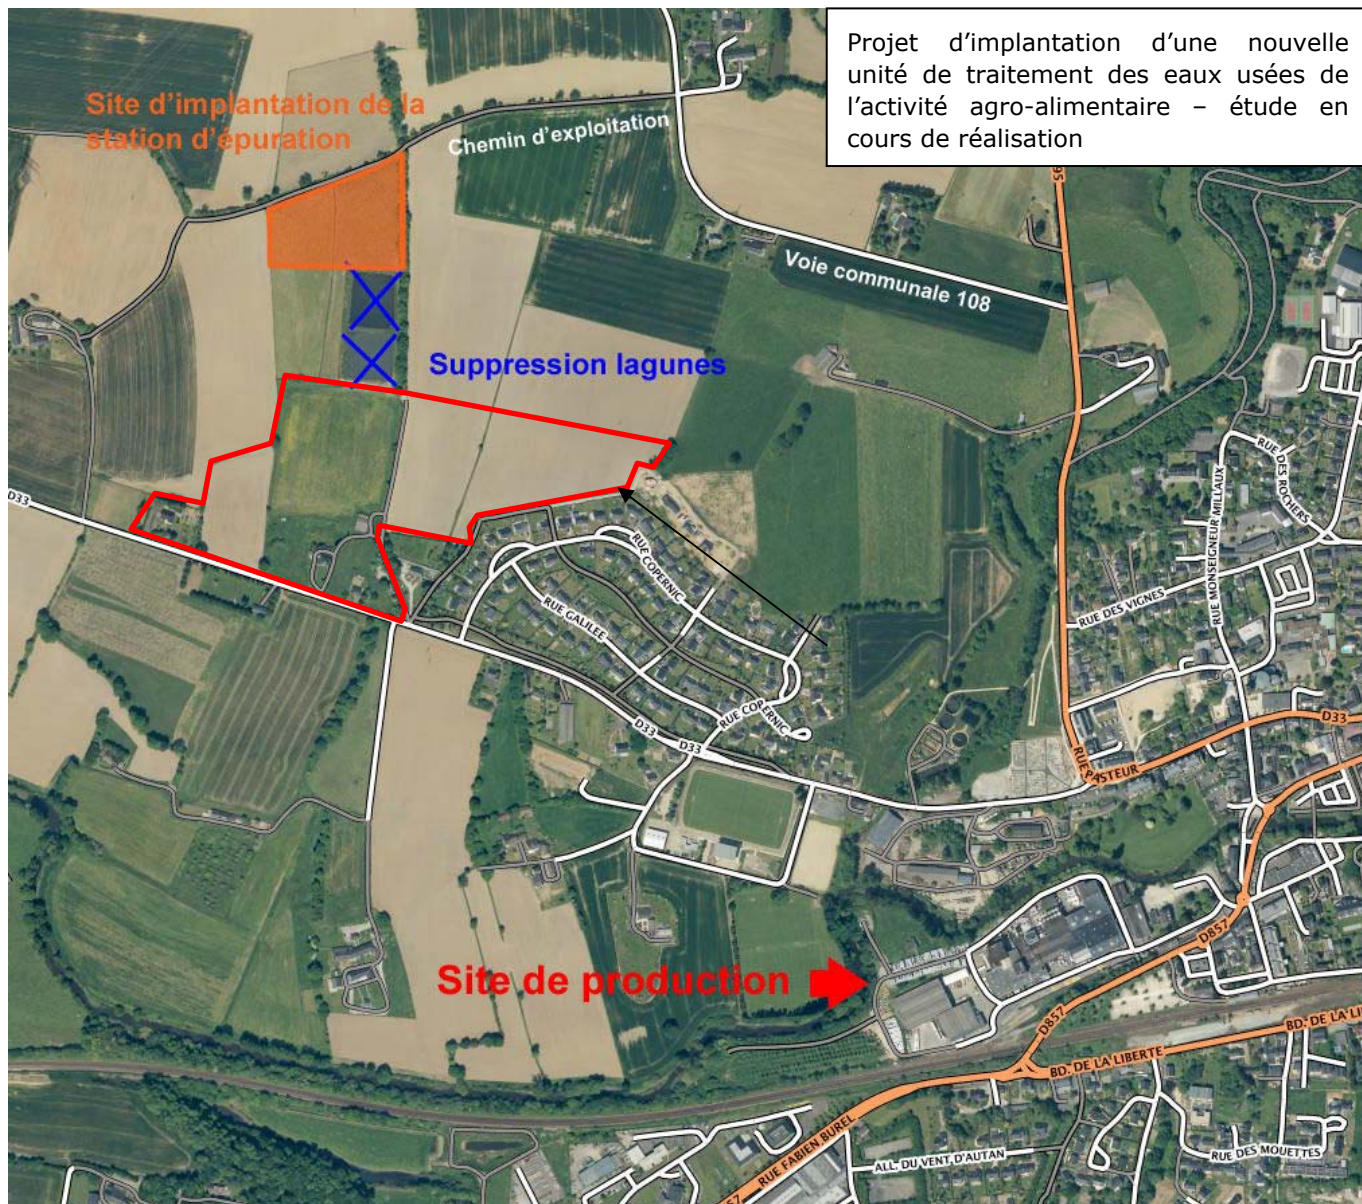 Projet d’implantation d’une nouvelle
unité de traitement des eaux usées de
l’activité agro-alimentaire – étude en
cours de réalisation
Site d’implantation de la
station d’épuration
Chemin d’exploitation
95
Voie communale 108
Suppression lagunes
D33
RUE DES ROCHERS
RUE MONSEIGNEUR MILLAUX
RUE COPERNIC
RUE GALILEE
RUE DES VIGNES
RUE COPERNIC
D33
D33
D33
RUE PASTEUR
Site de production
D857
D857
BD. DE LA LI
BD. DE LA LIBERTE
RUE FABIEN BUREL
ALL. DU VENT D'AUTAN
RUE DES MOUETTES
57